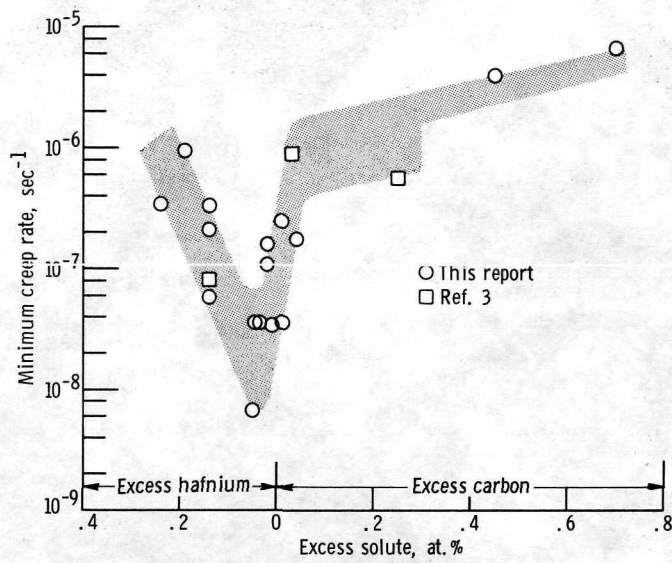 10-5
10-6
10-7
10-8
10-9
Minimum creep rate, sec-1
This report
Ref. 3
Excess hafnium
Excess carbon
.4 .2 0 .2 .4 .6 .8
Excess solute, at.%